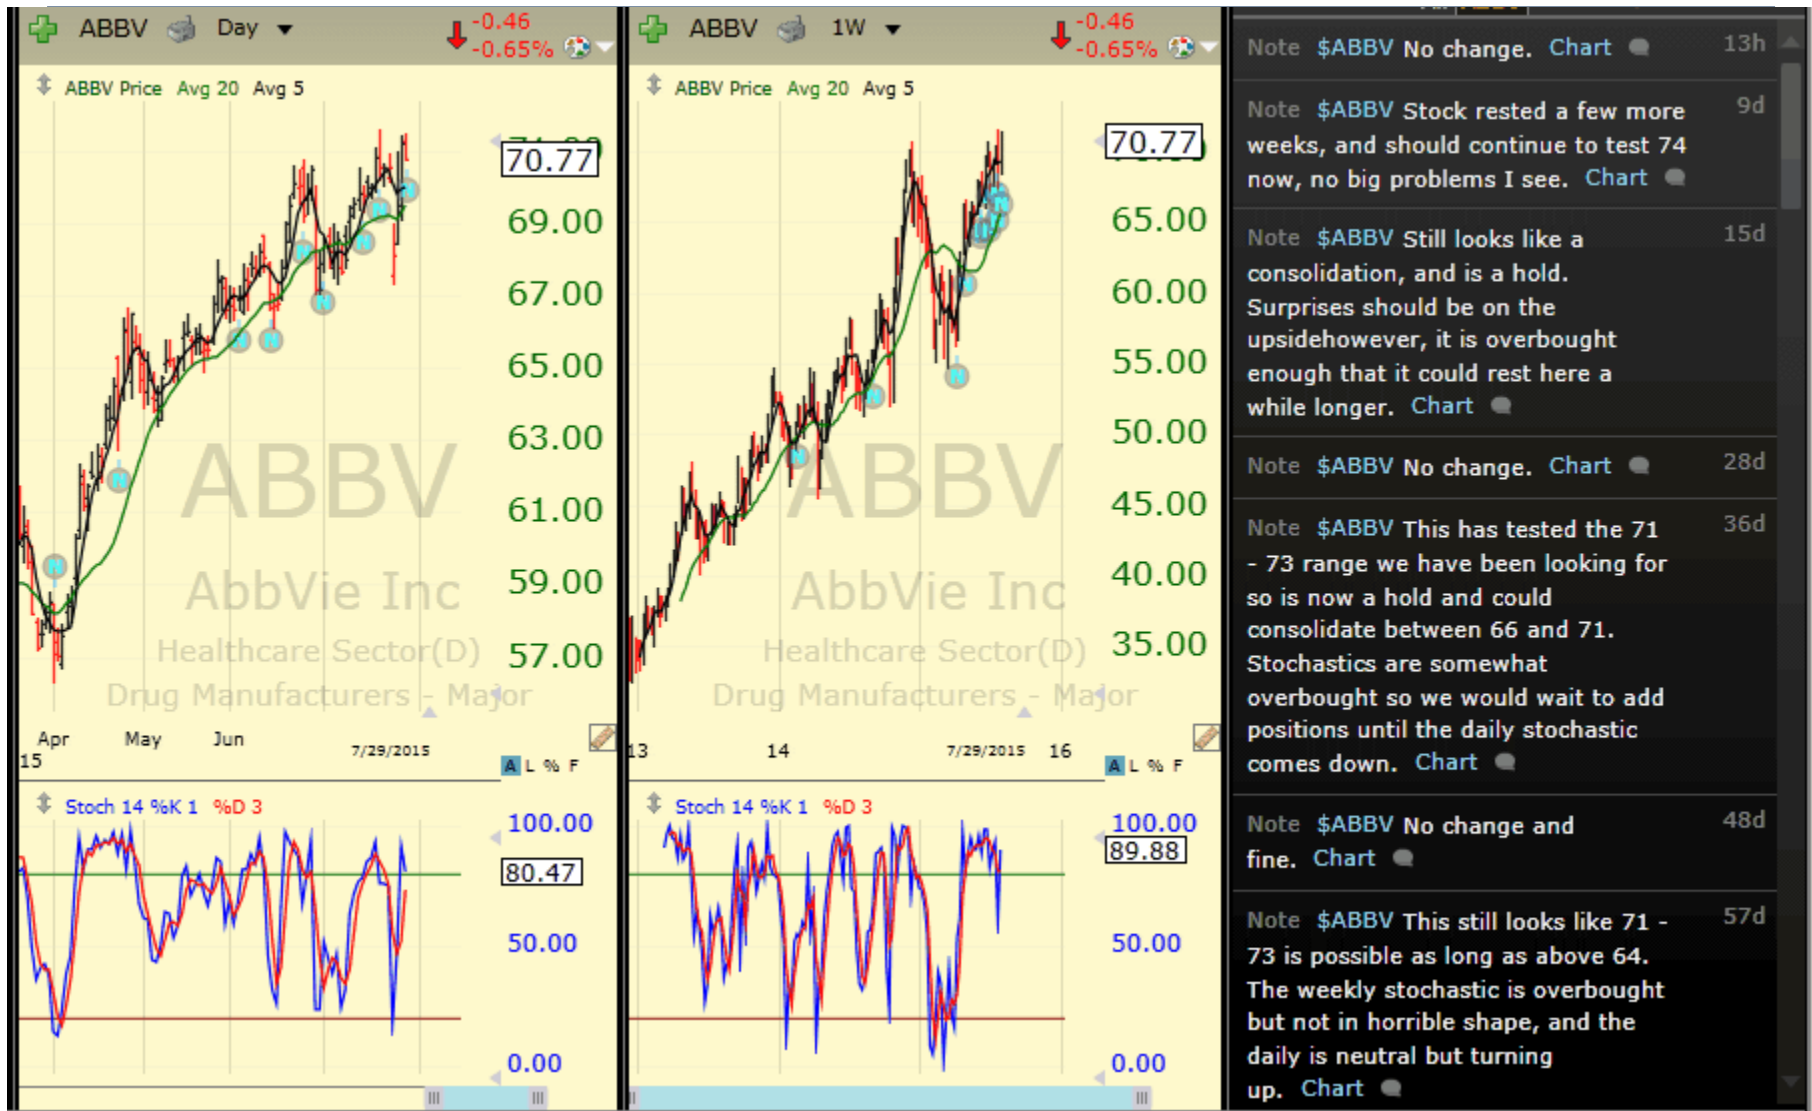 ABBV Day
-0.46
-0.65%
ABBV Price Avg 20 Avg 5
70.77
69.00
67.00
65.00
63.00
61.00
59.00
57.00
ABBV
AbbVie Inc
Healthcare Sector(D)
Drug Manufacturers - Major
Apr May Jun 7/29/2015
15
A L % F
Stoch 14 %K 1 %D 3
100.00
80.47
50.00
0.00
ABBV 1W
-0.46
-0.65%
ABBV Price Avg 20 Avg 5
70.77
65.00
60.00
55.00
50.00
45.00
40.00
35.00
ABBV
AbbVie Inc
Healthcare Sector(D)
Drug Manufacturers - Major
13 14 7/29/2015 16
A L % F
Stoch 14 %K 1 %D 3
100.00
89.88
50.00
0.00
Note $ABBV No change. Chart 13h
Note $ABBV Stock rested a few more 9d
weeks, and should continue to test 74
now, no big problems I see. Chart
Note $ABBV Still looks like a 15d
consolidation, and is a hold.
Surprises should be on the
upsidehowever, it is overbought
enough that it could rest here a
while longer. Chart
Note $ABBV No change. Chart 28d
Note $ABBV This has tested the 71 36d
- 73 range we have been looking for
so is now a hold and could
consolidate between 66 and 71.
Stochastics are somewhat
overbought so we would wait to add
positions until the daily stochastic
comes down. Chart
Note $ABBV No change and 48d
fine. Chart
Note $ABBV This still looks like 71 - 57d
73 is possible as long as above 64.
The weekly stochastic is overbought
but not in horrible shape, and the
daily is neutral but turning
up. Chart